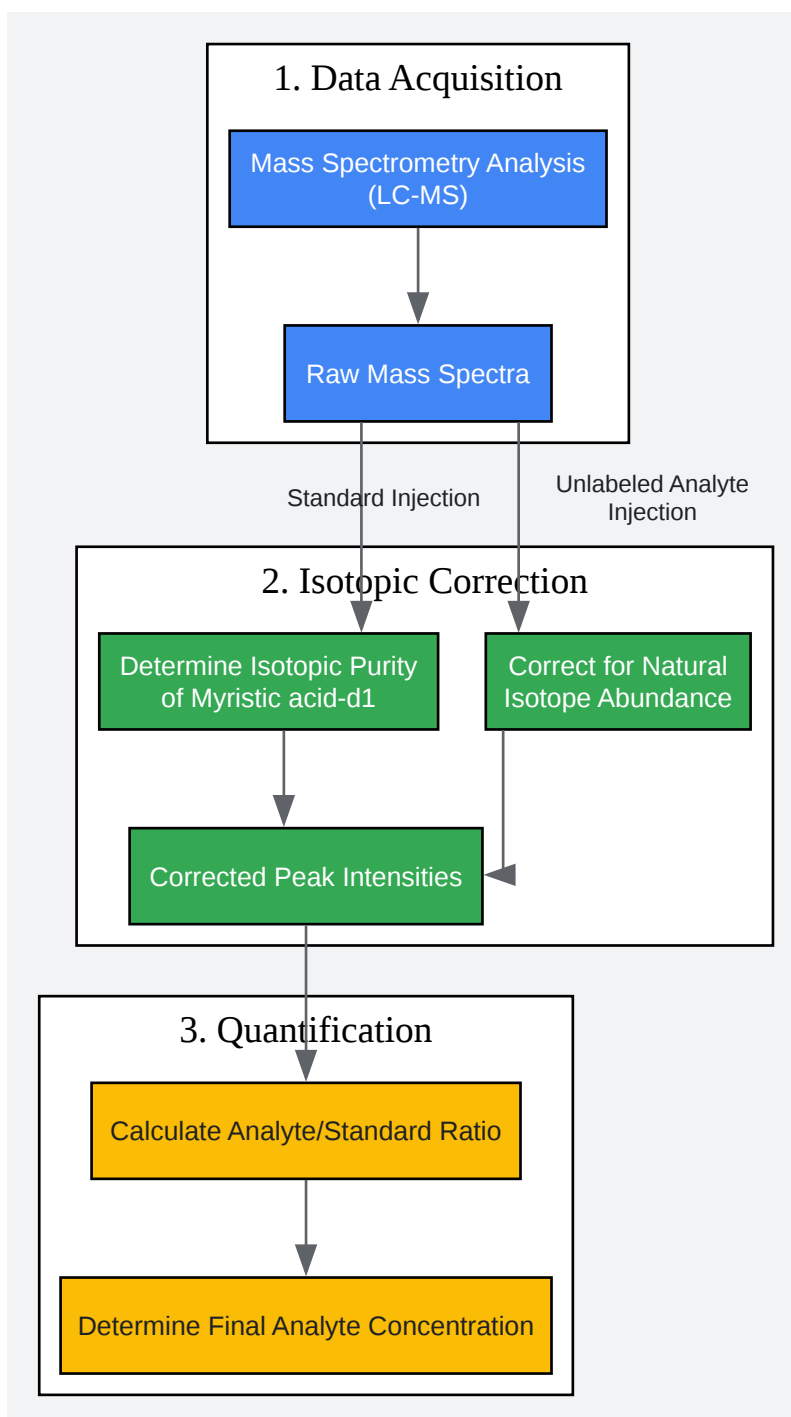 1. Data Acquisition
Mass Spectrometry Analysis
(LC-MS)
Raw Mass Spectra
Standard Injection
Unlabeled Analyte
Injection
2. Isotopic Correction
Determine Isotopic Purity
of Myristic acid-d1
Correct for Natural
Isotope Abundance
Corrected Peak Intensities
3. Quantification
Calculate Analyte/Standard Ratio
Determine Final Analyte Concentration